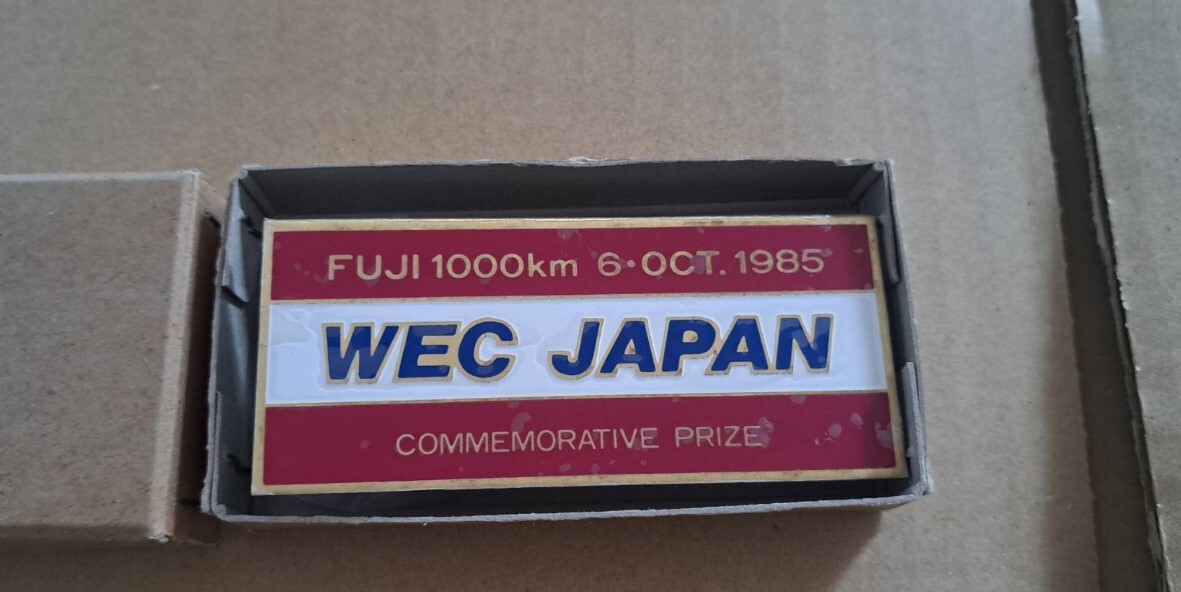 FUJI 1000km 6·OCT. 1985
WEC JAPAN
COMMEMORATIVE PRIZE